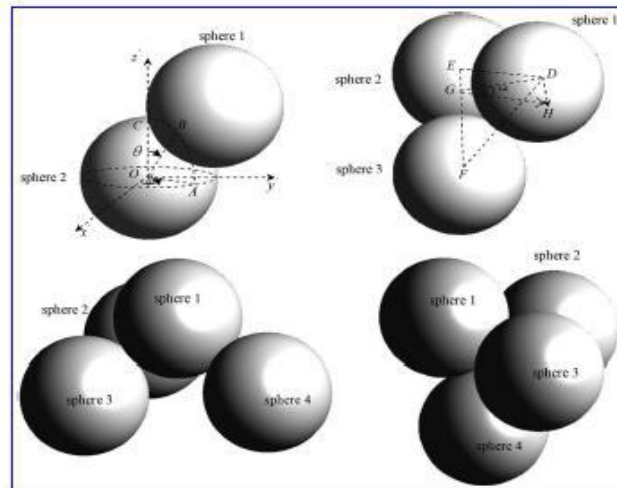 sphere 1
z
C
B
θ
sphere 2
O
A
y
x
sphere 1
sphere 2
E
D
G
H
sphere 3
F
sphere 2
sphere 1
sphere 3
sphere 4
sphere 2
sphere 1
sphere 3
sphere 4